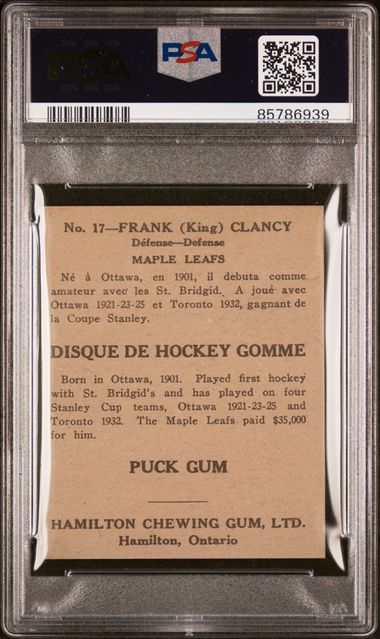 PSA
PSA
85786939
No. 17—FRANK (King) CLANCY
Défense—Defense
MAPLE LEAFS
Né à Ottawa, en 1901, il debuta comme
amateur avec les St. Bridgid. A joué avec
Ottawa 1921-23-25 et Toronto 1932, gagnant de
la Coupe Stanley.
DISQUE DE HOCKEY GOMME
Born in Ottawa, 1901. Played first hockey
with St. Bridgid's and has played on four
Stanley Cup teams, Ottawa 1921-23-25 and
Toronto 1932. The Maple Leafs paid $35,000
for him.
PUCK GUM
HAMILTON CHEWING GUM, LTD.
Hamilton, Ontario